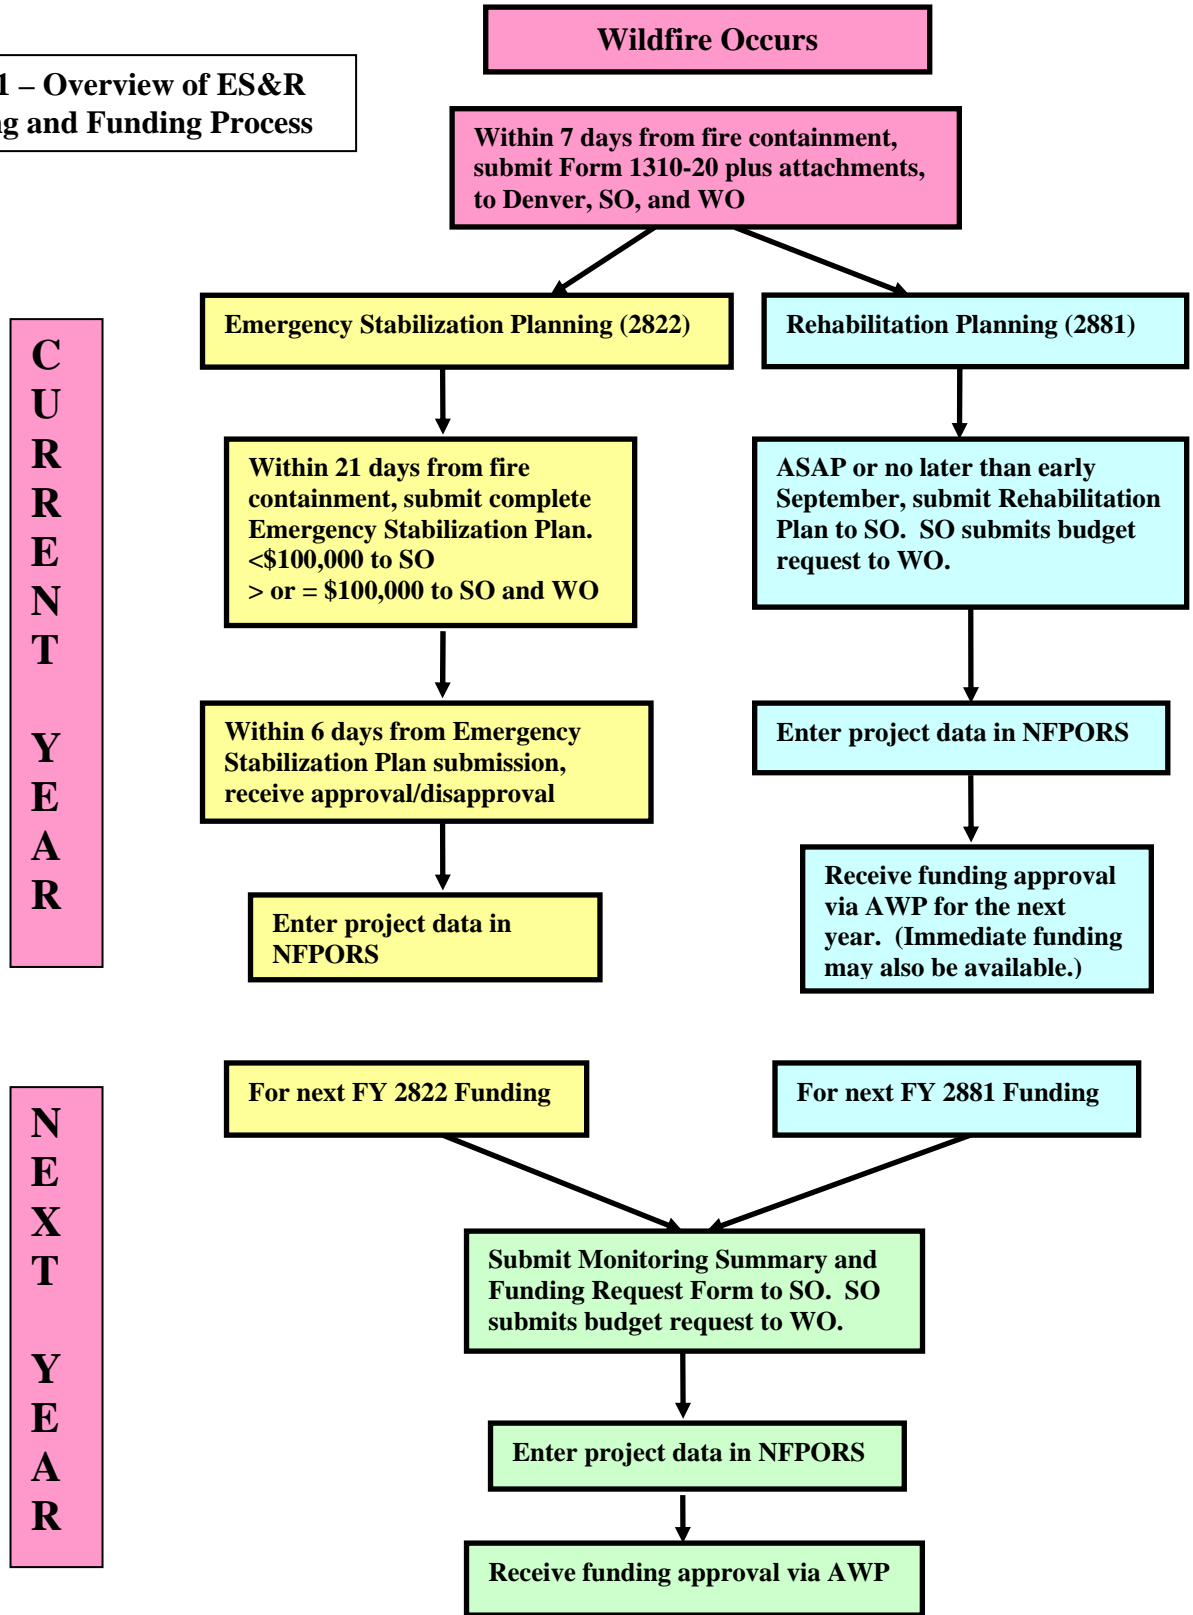 Wildfire Occurs
1 – Overview of ES&R
and Funding Process
Within 7 days from fire containment,
submit Form 1310-20 plus attachments,
to Denver, SO, and WO
CURRENT YEAR
Emergency Stabilization Planning (2822)
Rehabilitation Planning (2881)
Within 21 days from fire
containment, submit complete
Emergency Stabilization Plan.
<$100,000 to SO
> or = $100,000 to SO and WO
ASAP or no later than early
September, submit Rehabilitation
Plan to SO.  SO submits budget
request to WO.
Within 6 days from Emergency
Stabilization Plan submission,
receive approval/disapproval
Enter project data in NFPORS
Enter project data in
NFPORS
Receive funding approval
via AWP for the next
year.  (Immediate funding
may also be available.)
NEXT YEAR
For next FY 2822 Funding
For next FY 2881 Funding
Submit Monitoring Summary and
Funding Request Form to SO.  SO
submits budget request to WO.
Enter project data in NFPORS
Receive funding approval via AWP